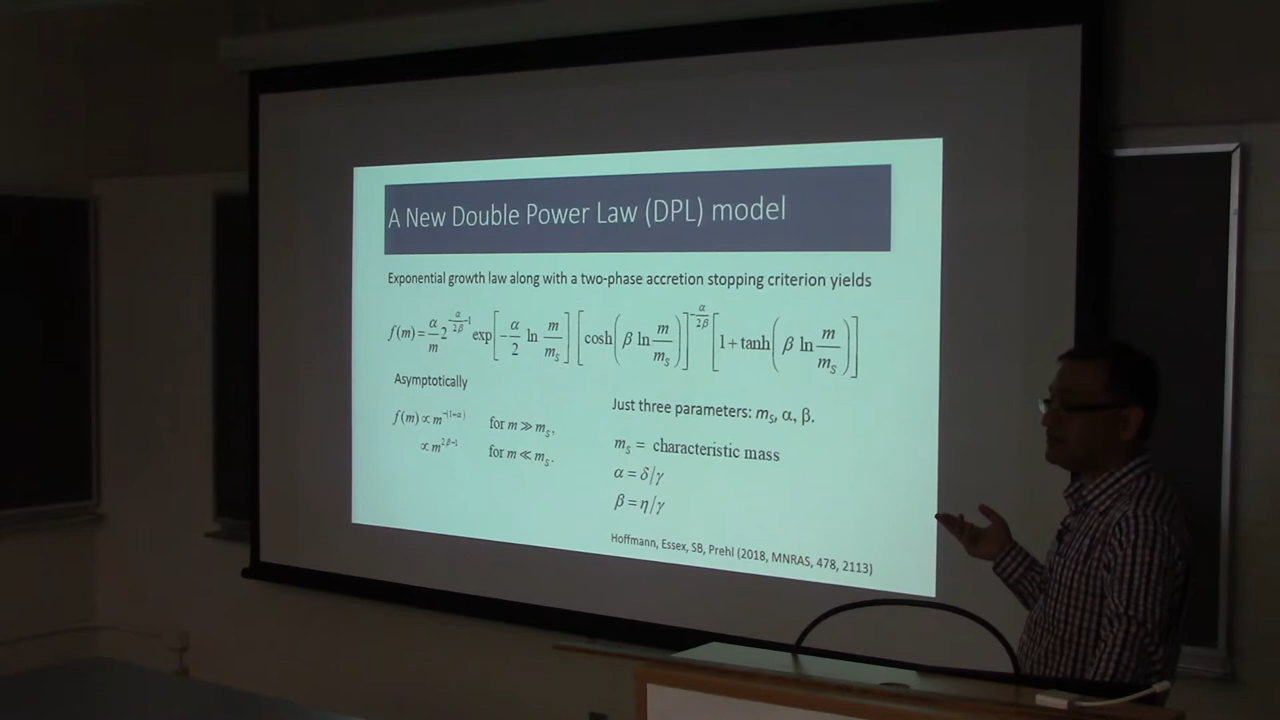 A New Double Power Law (DPL) model
Exponential growth law along with a two-phase accretion stopping criterion yields
f(m) = α/m 2^(-α/2β - 1) exp[-α/2 ln m/m_S] [cosh(β ln m/m_S)]^(-α/2β) [1 + tanh(β ln m/m_S)]
Asymptotically
f(m) ∝ m^-(1+α) for m ≫ m_S,
∝ m^(2β-1) for m ≪ m_S.
Just three parameters: m_S, α, β.
m_S = characteristic mass
α = δ/γ
β = η/γ
Hoffmann, Essex, SB, Prehl (2018, MNRAS, 478, 2113)